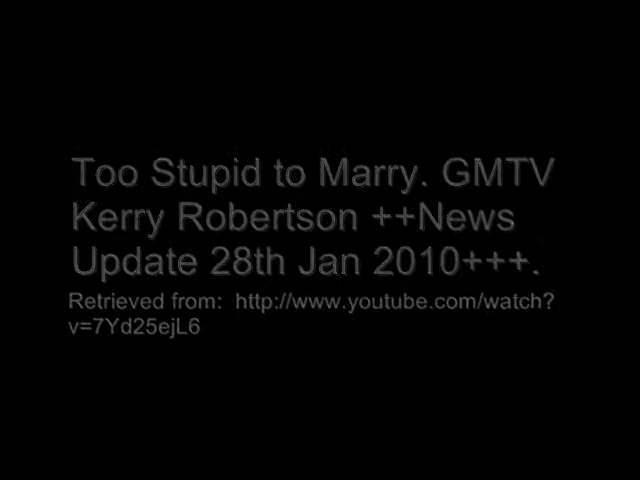 Too Stupid to Marry. GMTV
Kerry Robertson ++News
Update 28th Jan 2010+++.
Retrieved from:  http://www.youtube.com/watch?
v=7Yd25ejL6